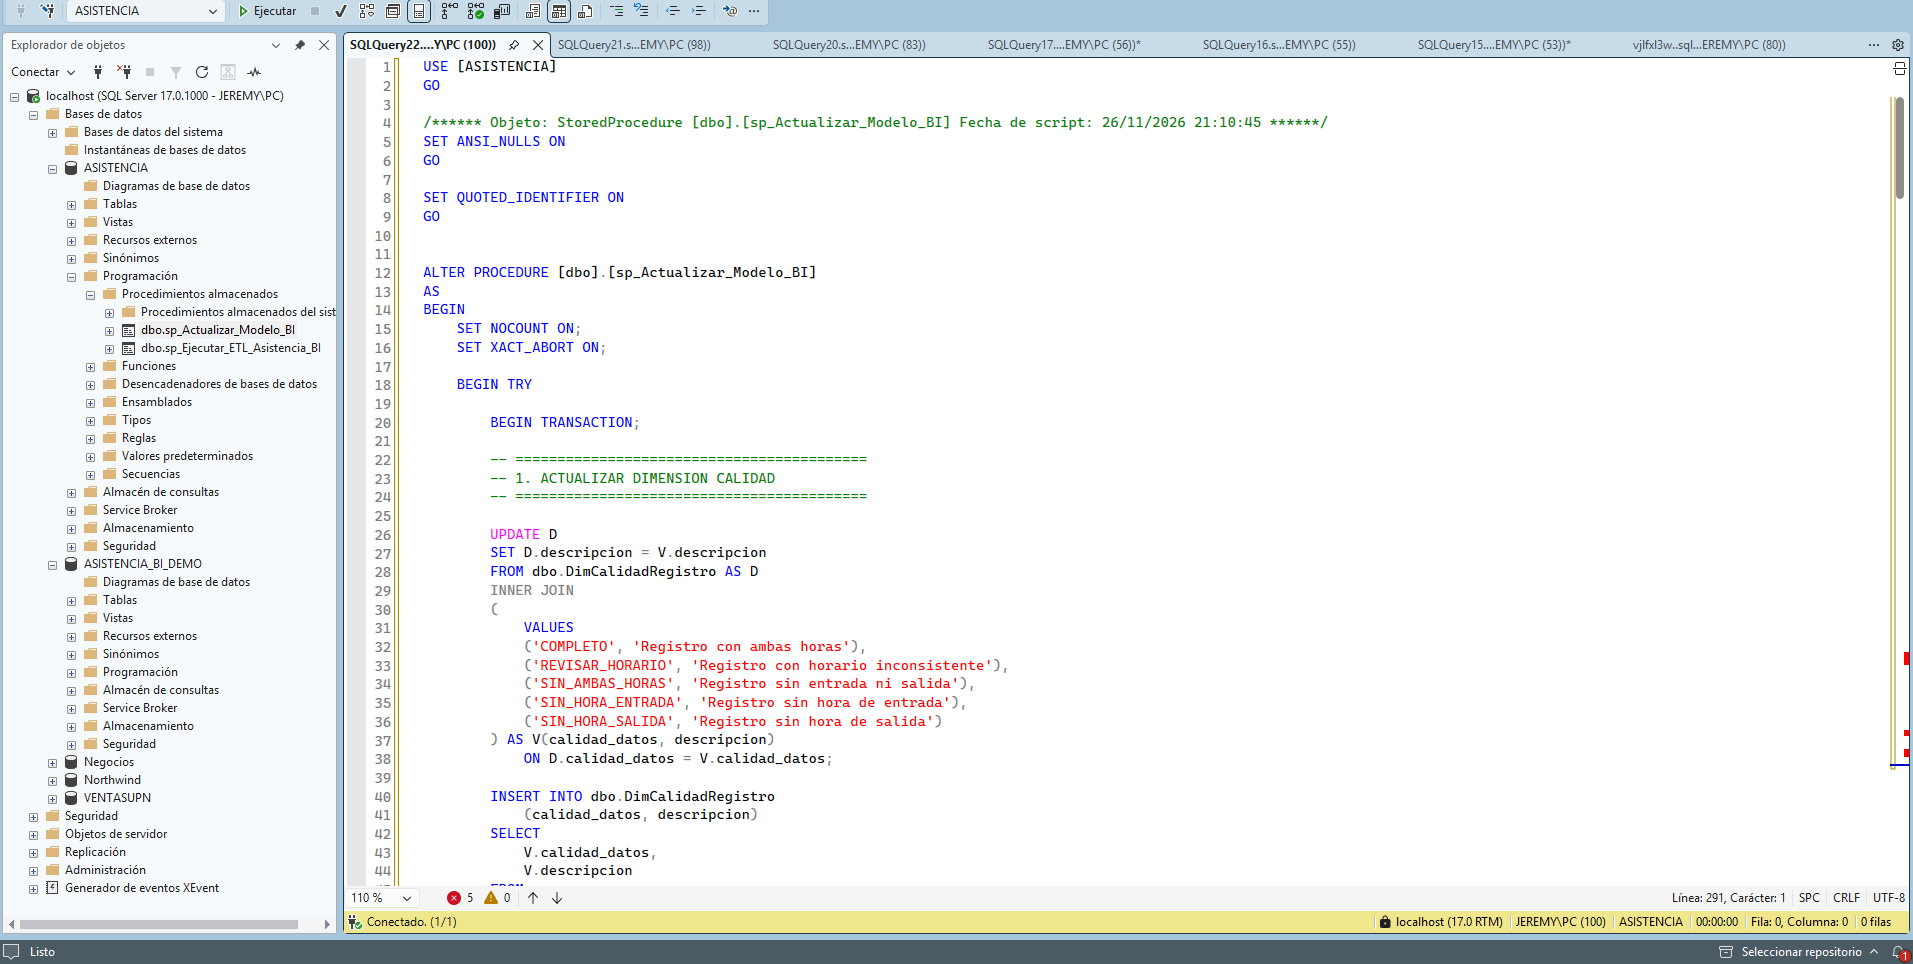 ASISTENCIA
Ejecutar
Explorador de objetos
Conectar
localhost (SQL Server 17.0.1000 - JEREMY\PC)
Bases de datos
Bases de datos del sistema
Instantáneas de bases de datos
ASISTENCIA
Diagramas de base de datos
Tablas
Vistas
Recursos externos
Sinónimos
Programación
Procedimientos almacenados
Procedimientos almacenados del sist
dbo.sp_Actualizar_Modelo_BI
dbo.sp_Ejecutar_ETL_Asistencia_BI
Funciones
Desencadenadores de bases de datos
Ensamblados
Tipos
Reglas
Valores predeterminados
Secuencias
Almacén de consultas
Service Broker
Almacenamiento
Seguridad
ASISTENCIA_BI_DEMO
Diagramas de base de datos
Tablas
Vistas
Recursos externos
Sinónimos
Programación
Almacén de consultas
Service Broker
Almacenamiento
Seguridad
Negocios
Northwind
VENTASUPN
Seguridad
Objetos de servidor
Replicación
Administración
Generador de eventos XEvent
SQLQuery22....Y\PC (100)) SQLQuery21.s...EMY\PC (98)) SQLQuery20.s...EMY\PC (83)) SQLQuery17....EMY\PC (56))* SQLQuery16.s...EMY\PC (55)) SQLQuery15....EMY\PC (53))* vjlfxl3w..sql...EREMY\PC (80))
1 USE [ASISTENCIA]
2 GO
3
4 /****** Objeto: StoredProcedure [dbo].[sp_Actualizar_Modelo_BI] Fecha de script: 26/11/2026 21:10:45 ******/
5 SET ANSI_NULLS ON
6 GO
7
8 SET QUOTED_IDENTIFIER ON
9 GO
10
11
12 ALTER PROCEDURE [dbo].[sp_Actualizar_Modelo_BI]
13 AS
14 BEGIN
15 SET NOCOUNT ON;
16 SET XACT_ABORT ON;
17
18 BEGIN TRY
19
20 BEGIN TRANSACTION;
21
22 -- ==========================================
23 -- 1. ACTUALIZAR DIMENSION CALIDAD
24 -- ==========================================
25
26 UPDATE D
27 SET D.descripcion = V.descripcion
28 FROM dbo.DimCalidadRegistro AS D
29 INNER JOIN
30 (
31 VALUES
32 ('COMPLETO', 'Registro con ambas horas'),
33 ('REVISAR_HORARIO', 'Registro con horario inconsistente'),
34 ('SIN_AMBAS_HORAS', 'Registro sin entrada ni salida'),
35 ('SIN_HORA_ENTRADA', 'Registro sin hora de entrada'),
36 ('SIN_HORA_SALIDA', 'Registro sin hora de salida')
37 ) AS V(calidad_datos, descripcion)
38 ON D.calidad_datos = V.calidad_datos;
39
40 INSERT INTO dbo.DimCalidadRegistro
41 (calidad_datos, descripcion)
42 SELECT
43 V.calidad_datos,
44 V.descripcion
110 % 5 0 Línea: 291, Carácter: 1 SPC CRLF UTF-8
Conectado. (1/1) localhost (17.0 RTM) JEREMY\PC (100) ASISTENCIA 00:00:00 Fila: 0, Columna: 0 0 filas
Listo Seleccionar repositorio 1